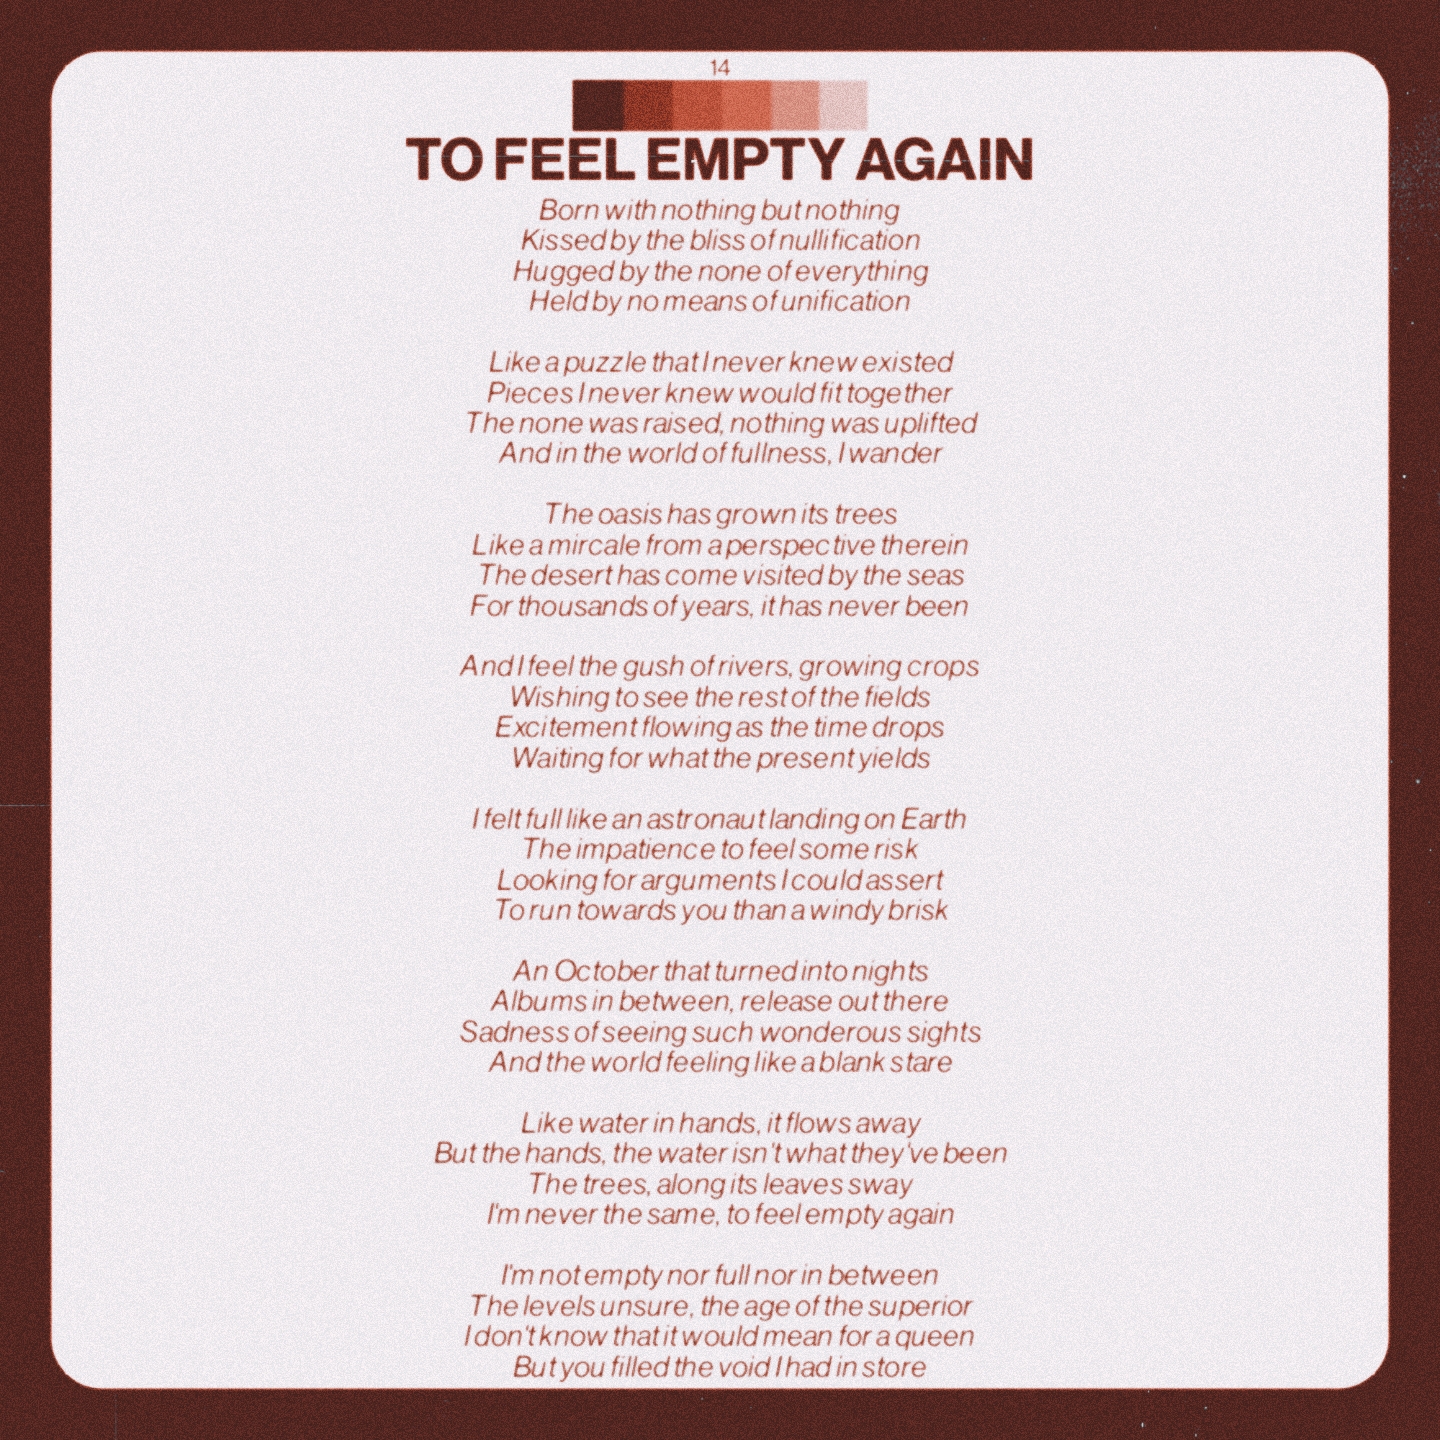 14
TO FEEL EMPTY AGAIN
Born with nothing but nothing
Kissed by the bliss of nullification
Hugged by the none of everything
Held by no means of unification
Like a puzzle that I never knew existed
Pieces I never knew would fit together
The none was raised, nothing was uplifted
And in the world of fullness, I wander
The oasis has grown its trees
Like a mircale from a perspective therein
The desert has come visited by the seas
For thousands of years, it has never been
And I feel the gush of rivers, growing crops
Wishing to see the rest of the fields
Excitement flowing as the time drops
Waiting for what the present yields
I felt full like an astronaut landing on Earth
The impatience to feel some risk
Looking for arguments I could assert
To run towards you than a windy brisk
An October that turned into nights
Albums in between, release out there
Sadness of seeing such wonderous sights
And the world feeling like a blank stare
Like water in hands, it flows away
But the hands, the water isn't what they've been
The trees, along its leaves sway
I'm never the same, to feel empty again
I'm not empty nor full nor in between
The levels unsure, the age of the superior
I don't know that it would mean for a queen
But you filled the void I had in store